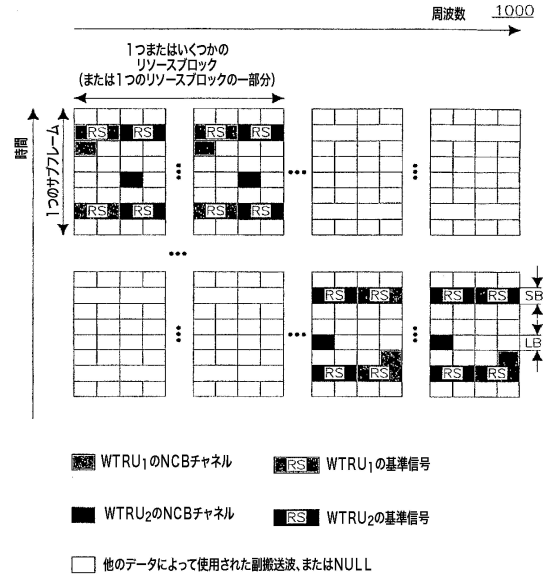 周波数 1000
1つまたはいくつかの
リソースブロック
(または1つのリソースブロックの一部分)
時間
1つのサブフレーム
RS RS RS RS
RS RS RS RS
RS RS RS RS
SB
LB
RS RS RS RS
WTRU1のNCBチャネル
RS WTRU1の基準信号
WTRU2のNCBチャネル
RS WTRU2の基準信号
他のデータによって使用された副搬送波、またはNULL